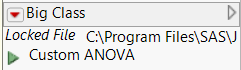 Big Class
Locked File C:\Program Files\SAS\J
Custom ANOVA